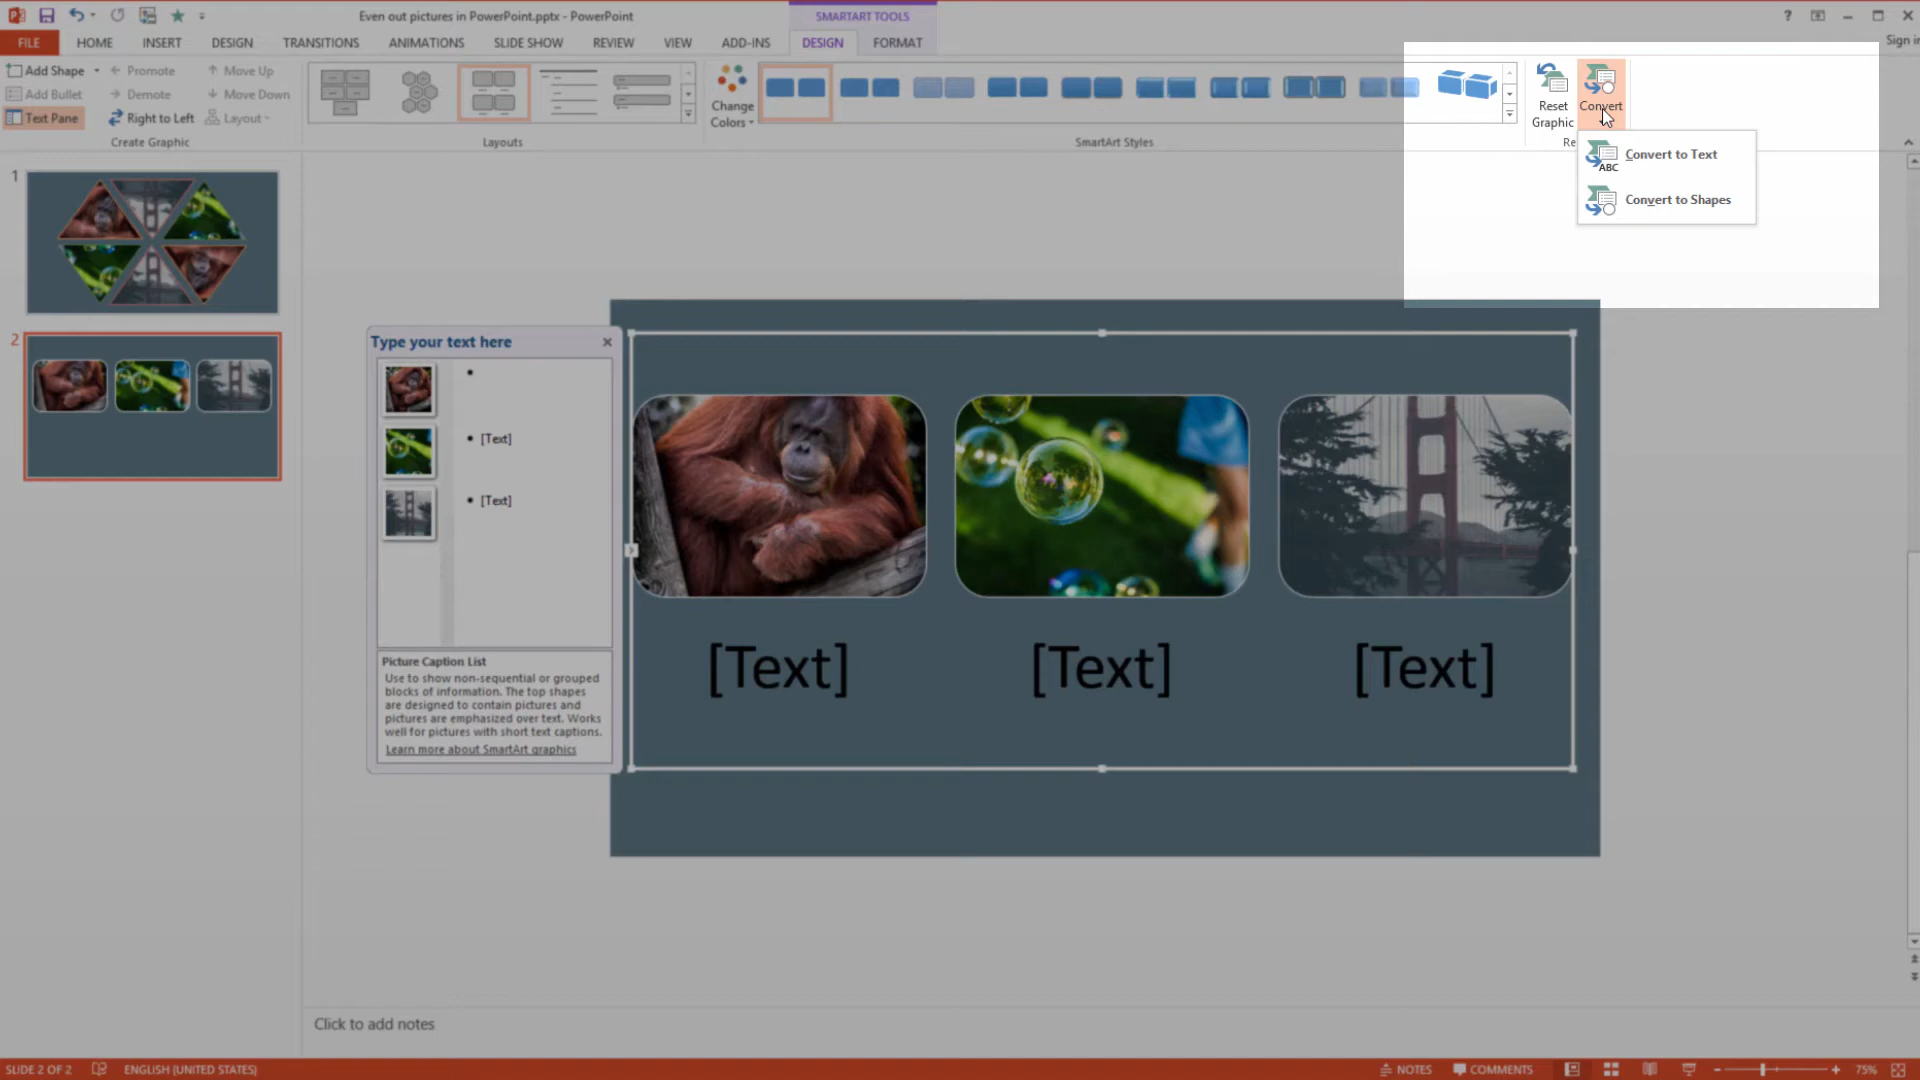 Even out pictures in PowerPoint.pptx - PowerPoint
SMARTART TOOLS
?
Sign in
FILE
HOME
INSERT
DESIGN
TRANSITIONS
ANIMATIONS
SLIDE SHOW
REVIEW
VIEW
ADD-INS
DESIGN
FORMAT
Add Shape
Promote
Move Up
Add Bullet
Demote
Move Down
Text Pane
Right to Left
Layout
Create Graphic
Layouts
Change
Colors
SmartArt Styles
Reset
Graphic
Convert
Re
Convert to Text
ABC
Convert to Shapes
1
2
Type your text here
[Text]
[Text]
Picture Caption List
Use to show non-sequential or grouped
blocks of information. The top shapes
are designed to contain pictures and
pictures are emphasized over text. Works
well for pictures with short text captions.
Learn more about SmartArt graphics
[Text]
[Text]
[Text]
Click to add notes
SLIDE 2 OF 2
ENGLISH (UNITED STATES)
NOTES
COMMENTS
75%